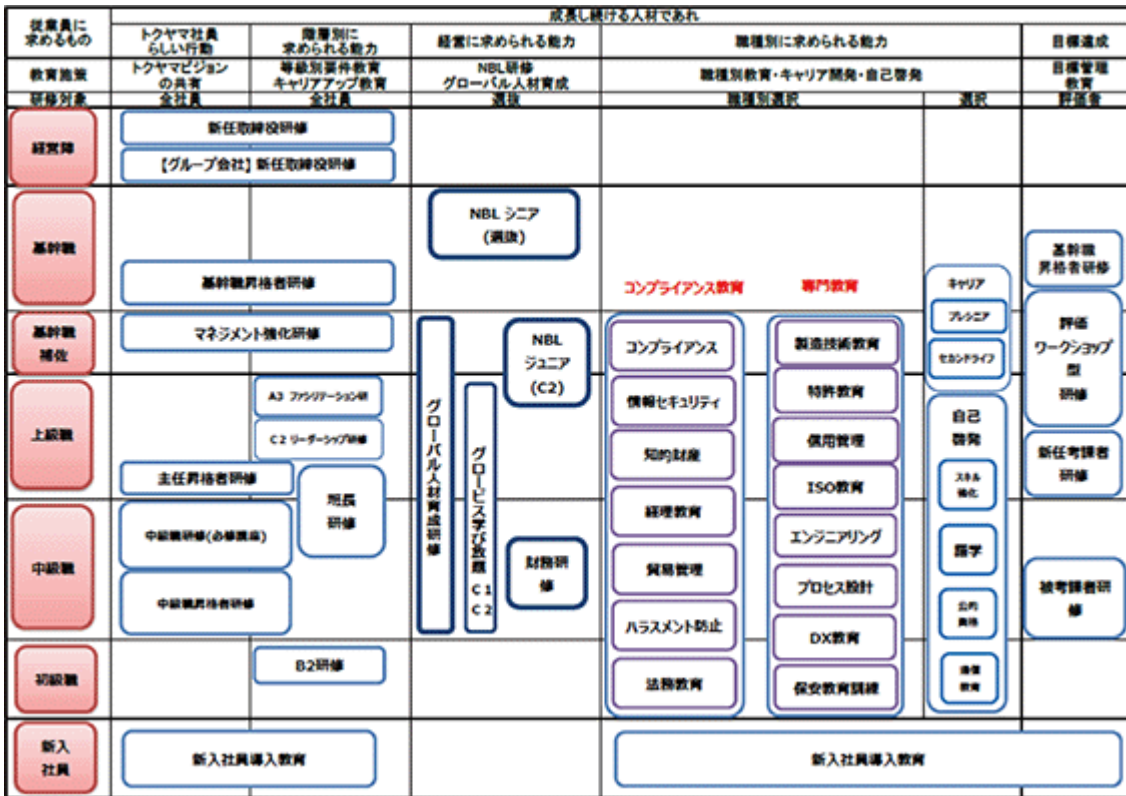 従業員に
求めるもの
成長し続ける人材であれ
トクヤマ社員
らしい行動
階層別に
求められる能力
経営に求められる能力
職種別に求められる能力
目標達成
教育施策
トクヤマビジョン
の共有
等級別要件教育
キャリアアップ教育
NBL研修
グローバル人材育成
職種別教育・キャリア開発・自己啓発
目標管理
教育
研修対象
全社員
全社員
選抜
職種別選択
選択
評価者
経営陣
新任取締役研修
【グループ会社】新任取締役研修
基幹職
NBL シニア
(選抜)
基幹職昇格者研修
コンプライアンス教育
専門教育
キャリア
プレシニア
セカンドライフ
基幹職
昇格者研修
基幹職
補佐
マネジメント強化研修
NBL
ジュニア
(C2)
コンプライアンス
製造技術教育
評価
ワークショップ
型
研修
上級職
A3 ファシリテーション研
C2 リーダーシップ研修
主任昇格者研修
班長
研修
グローバル人材育成研修
グロービス学び放題 C1 C2
情報セキュリティ
特許教育
知的財産
信用管理
ISO教育
自己
啓発
スキル
強化
新任考課者
研修
中級職
中級職研修(必修講座)
中級職昇格者研修
財務研
修
経理教育
エンジニアリング
貿易管理
プロセス設計
ハラスメント防止
DX教育
語学
公的
資格
被考課者研
修
初級職
B2研修
法務教育
保安教育訓練
通信
教育
新入
社員
新入社員導入教育
新入社員導入教育